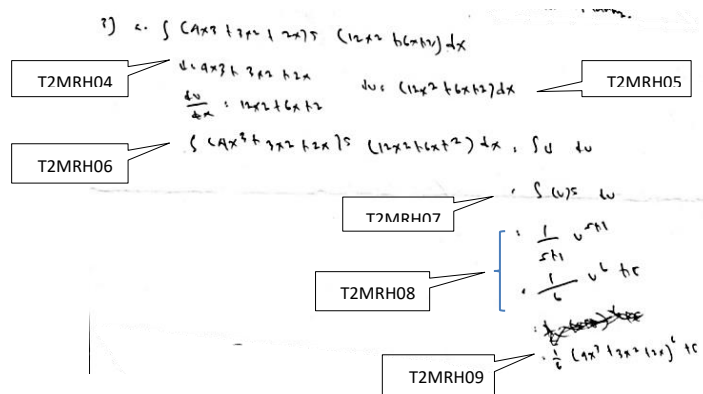 3) a. ∫ (4x3 + 3x2 + 2x)5 (12x2 + 6x+2) dx
T2MRH04
u: 4x3 + 3x2 + 2x
du: (12x2 + 6x+2) dx
T2MRH05
du/dx : 12x2 + 6x + 2
T2MRH06
∫ (4x3 + 3x2 + 2x)5 (12x2 + 6x+2) dx : ∫ u du
T2MRH07
: ∫ (u)5 du
T2MRH08
: 1/5+1 u5+1
: 1/6 u6 + c
T2MRH09
: 1/6 (4x3 + 3x2 + 2x)6 + c